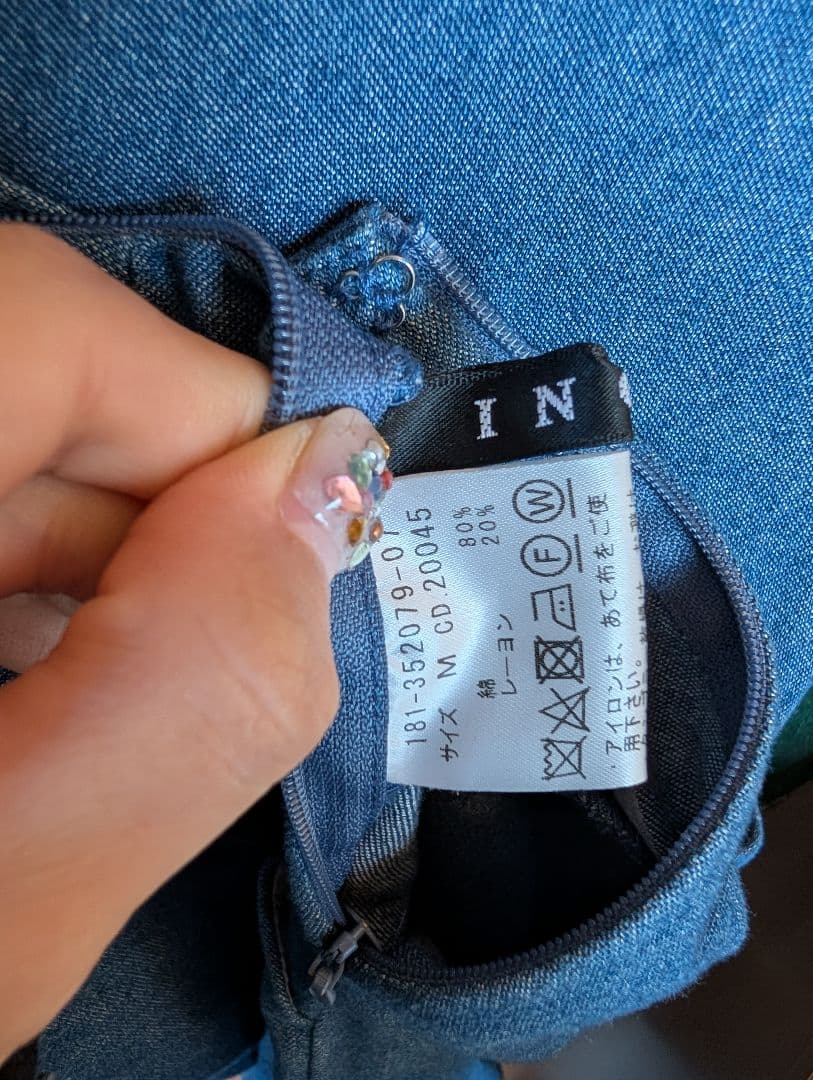 I N
181-352079-07
サイズ M CD.20045
綿 80%
レーヨン 20%
F W
・アイロンは、あて布をご使
用下さい。